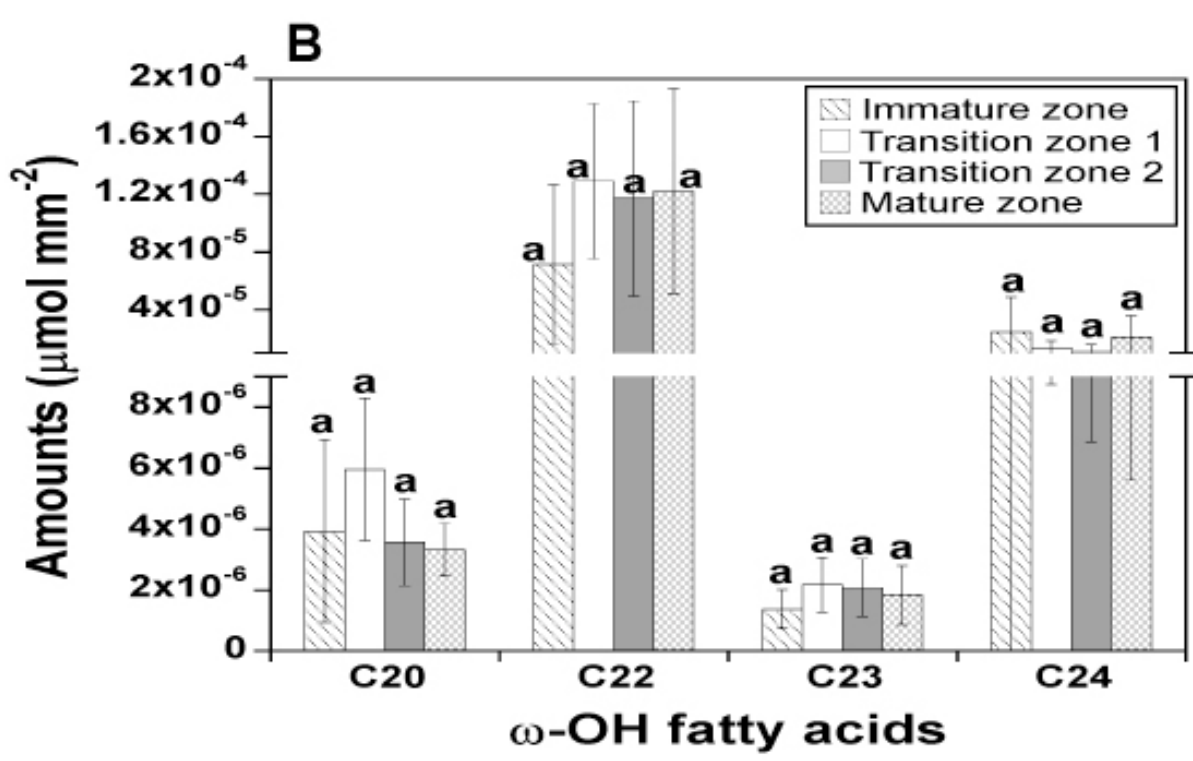 B
2x10⁻⁴
1.6x10⁻⁴
1.2x10⁻⁴
8x10⁻⁵
4x10⁻⁵
8x10⁻⁶
6x10⁻⁶
4x10⁻⁶
2x10⁻⁶
0
Amounts (μmol mm⁻²)
Immature zone
Transition zone 1
Transition zone 2
Mature zone
a a a a
a a a a
a a a a
a a a a
C20 C22 C23 C24
ω-OH fatty acids